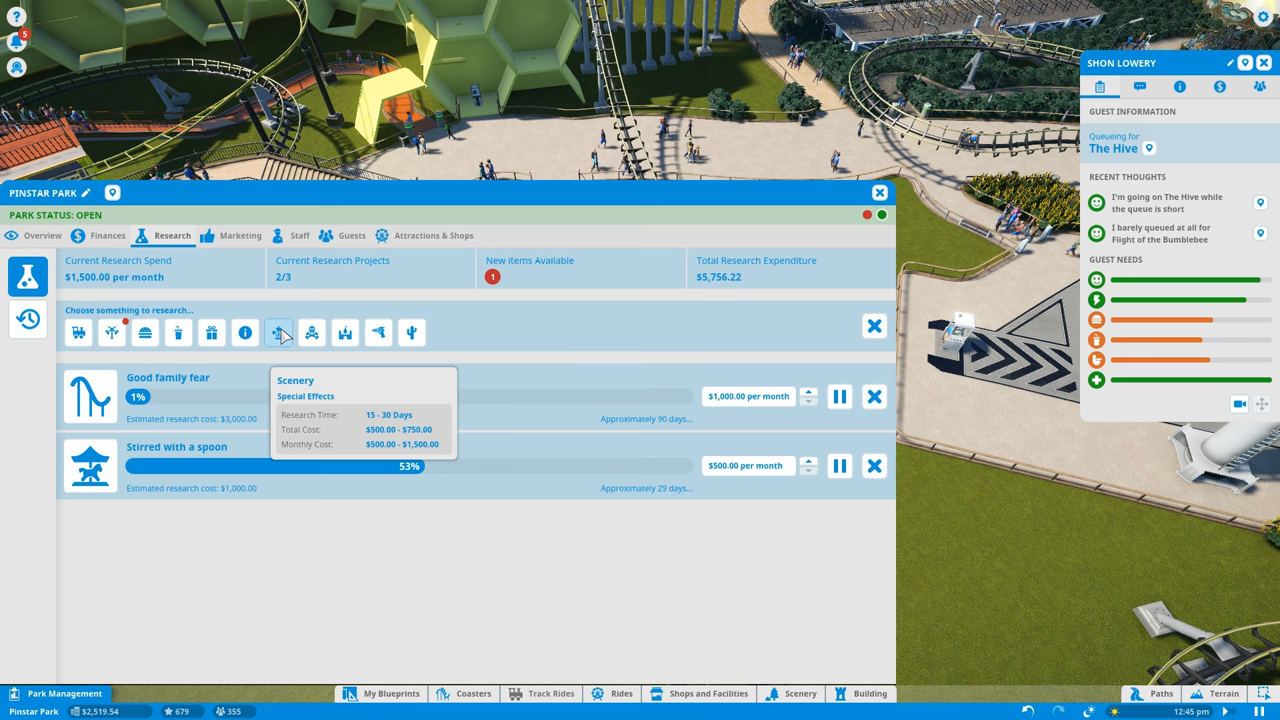 ?
5
SHON LOWERY
GUEST INFORMATION
Queueing for
The Hive
RECENT THOUGHTS
I'm going on The Hive while
the queue is short
I barely queued at all for
Flight of the Bumblebee
GUEST NEEDS
PINSTAR PARK
PARK STATUS: OPEN
Overview
Finances
Research
Marketing
Staff
Guests
Attractions & Shops
Current Research Spend
$1,500.00 per month
Current Research Projects
2/3
New items Available
1
Total Research Expenditure
$5,756.22
Choose something to research...
Good family fear
1%
Estimated research cost: $3,000.00
Approximately 90 days...
$1,000.00 per month
Scenery
Special Effects
Research Time: 15 - 30 Days
Total Cost: $500.00 - $750.00
Monthly Cost: $500.00 - $1,500.00
Stirred with a spoon
53%
Estimated research cost: $1,000.00
Approximately 29 days...
$500.00 per month
Park Management
My Blueprints
Coasters
Track Rides
Rides
Shops and Facilities
Scenery
Building
Paths
Terrain
Pinstar Park
$2,519.54
679
355
12:45 pm